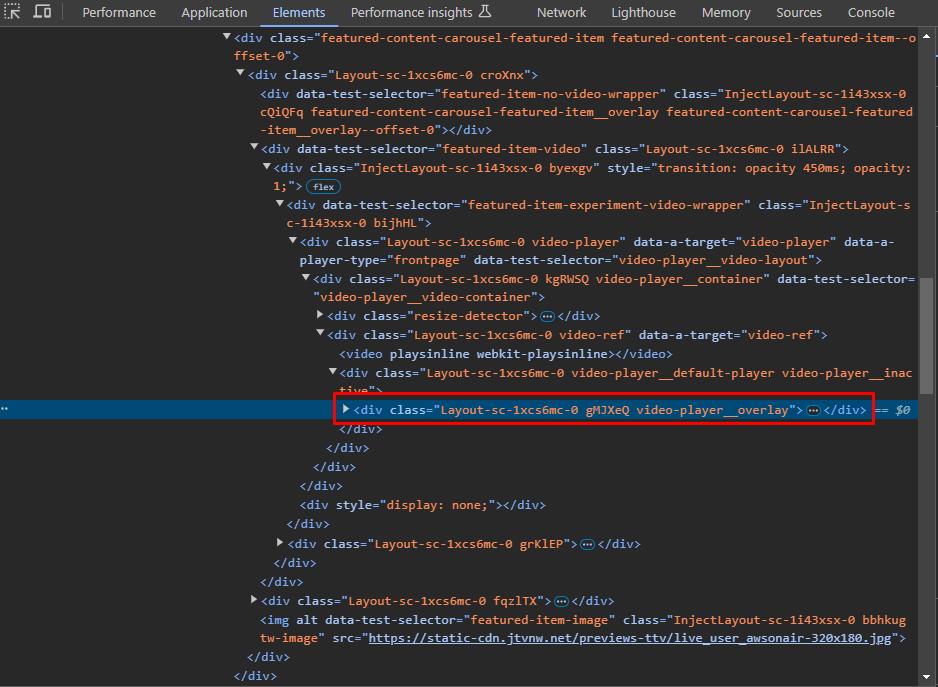 Performance Application Elements Performance insights Network Lighthouse Memory Sources Console
<div class="featured-content-carousel-featured-item featured-content-carousel-featured-item--o
ffset-0">
<div class="Layout-sc-1xcs6mc-0 croXnx">
<div data-test-selector="featured-item-no-video-wrapper" class="InjectLayout-sc-1i43xsx-0
cQiQFq featured-content-carousel-featured-item__overlay featured-content-carousel-featured
-item__overlay--offset-0"></div>
<div data-test-selector="featured-item-video" class="Layout-sc-1xcs6mc-0 ilALRR">
<div class="InjectLayout-sc-1i43xsx-0 byexgv" style="transition: opacity 450ms; opacity:
1;"> flex
<div data-test-selector="featured-item-experiment-video-wrapper" class="InjectLayout-s
c-1i43xsx-0 bijhHL">
<div class="Layout-sc-1xcs6mc-0 video-player" data-a-target="video-player" data-a-
player-type="frontpage" data-test-selector="video-player__video-layout">
<div class="Layout-sc-1xcs6mc-0 kgRWSQ video-player__container" data-test-selector=
"video-player__video-container">
<div class="resize-detector"> ⋯ </div>
<div class="Layout-sc-1xcs6mc-0 video-ref" data-a-target="video-ref">
<video playsinline webkit-playsinline></video>
<div class="Layout-sc-1xcs6mc-0 video-player__default-player video-player__inac
tive">
<div class="Layout-sc-1xcs6mc-0 gMJXeQ video-player__overlay"> ⋯ </div> == $0
</div>
</div>
</div>
</div>
<div style="display: none;"></div>
</div>
<div class="Layout-sc-1xcs6mc-0 grKlEP"> ⋯ </div>
</div>
</div>
<div class="Layout-sc-1xcs6mc-0 fqzlTX"> ⋯ </div>
<img alt data-test-selector="featured-item-image" class="InjectLayout-sc-1i43xsx-0 bbhkug
tw-image" src="https://static-cdn.jtvnw.net/previews-ttv/live_user_awsonair-320x180.jpg">
</div>
</div>